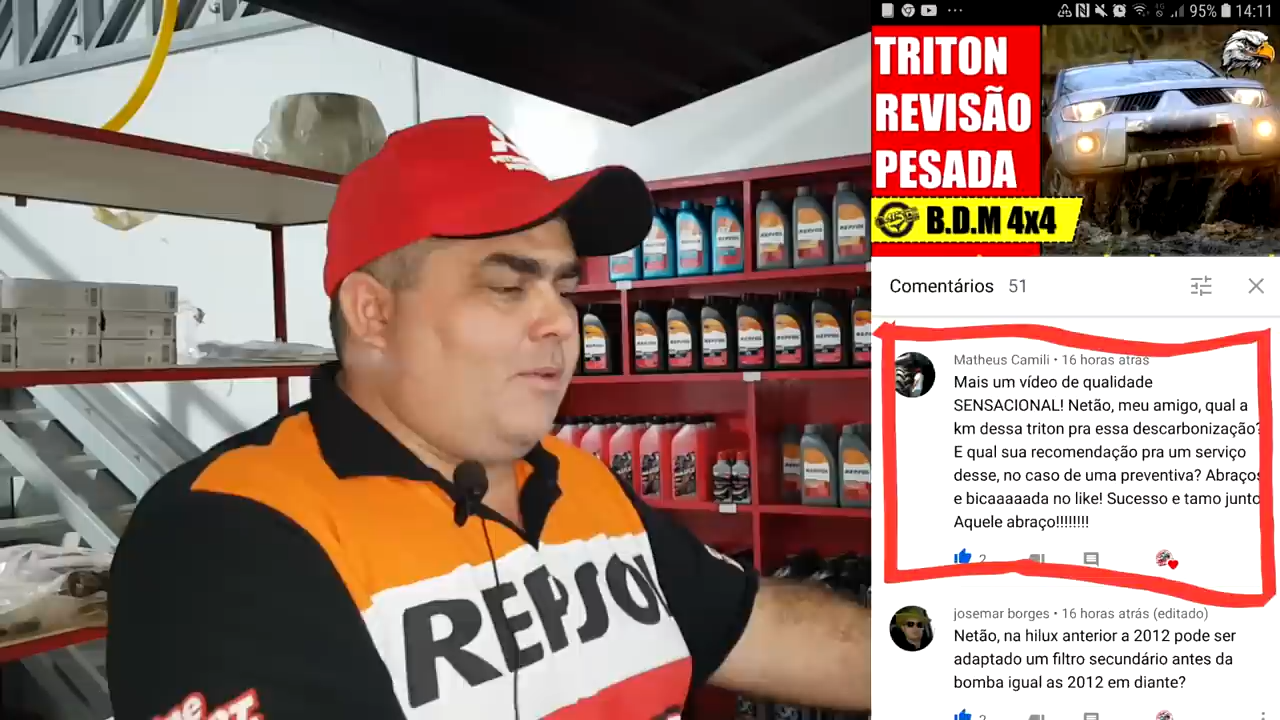 95% 14:11
TRITON
REVISÃO
PESADA
B.D.M 4x4
Comentários 51
Matheus Camili • 16 horas atrás
Mais um vídeo de qualidade
SENSACIONAL! Netão, meu amigo, qual a
km dessa triton pra essa descarbonização?
E qual sua recomendação pra um serviço
desse, no caso de uma preventiva? Abraços
e bicaaaaada no like! Sucesso e tamo junto
Aquele abraço!!!!!!!!
2
josemar borges • 16 horas atrás (editado)
Netão, na hilux anterior a 2012 pode ser
adaptado um filtro secundário antes da
bomba igual as 2012 em diante?
2
REPSOL